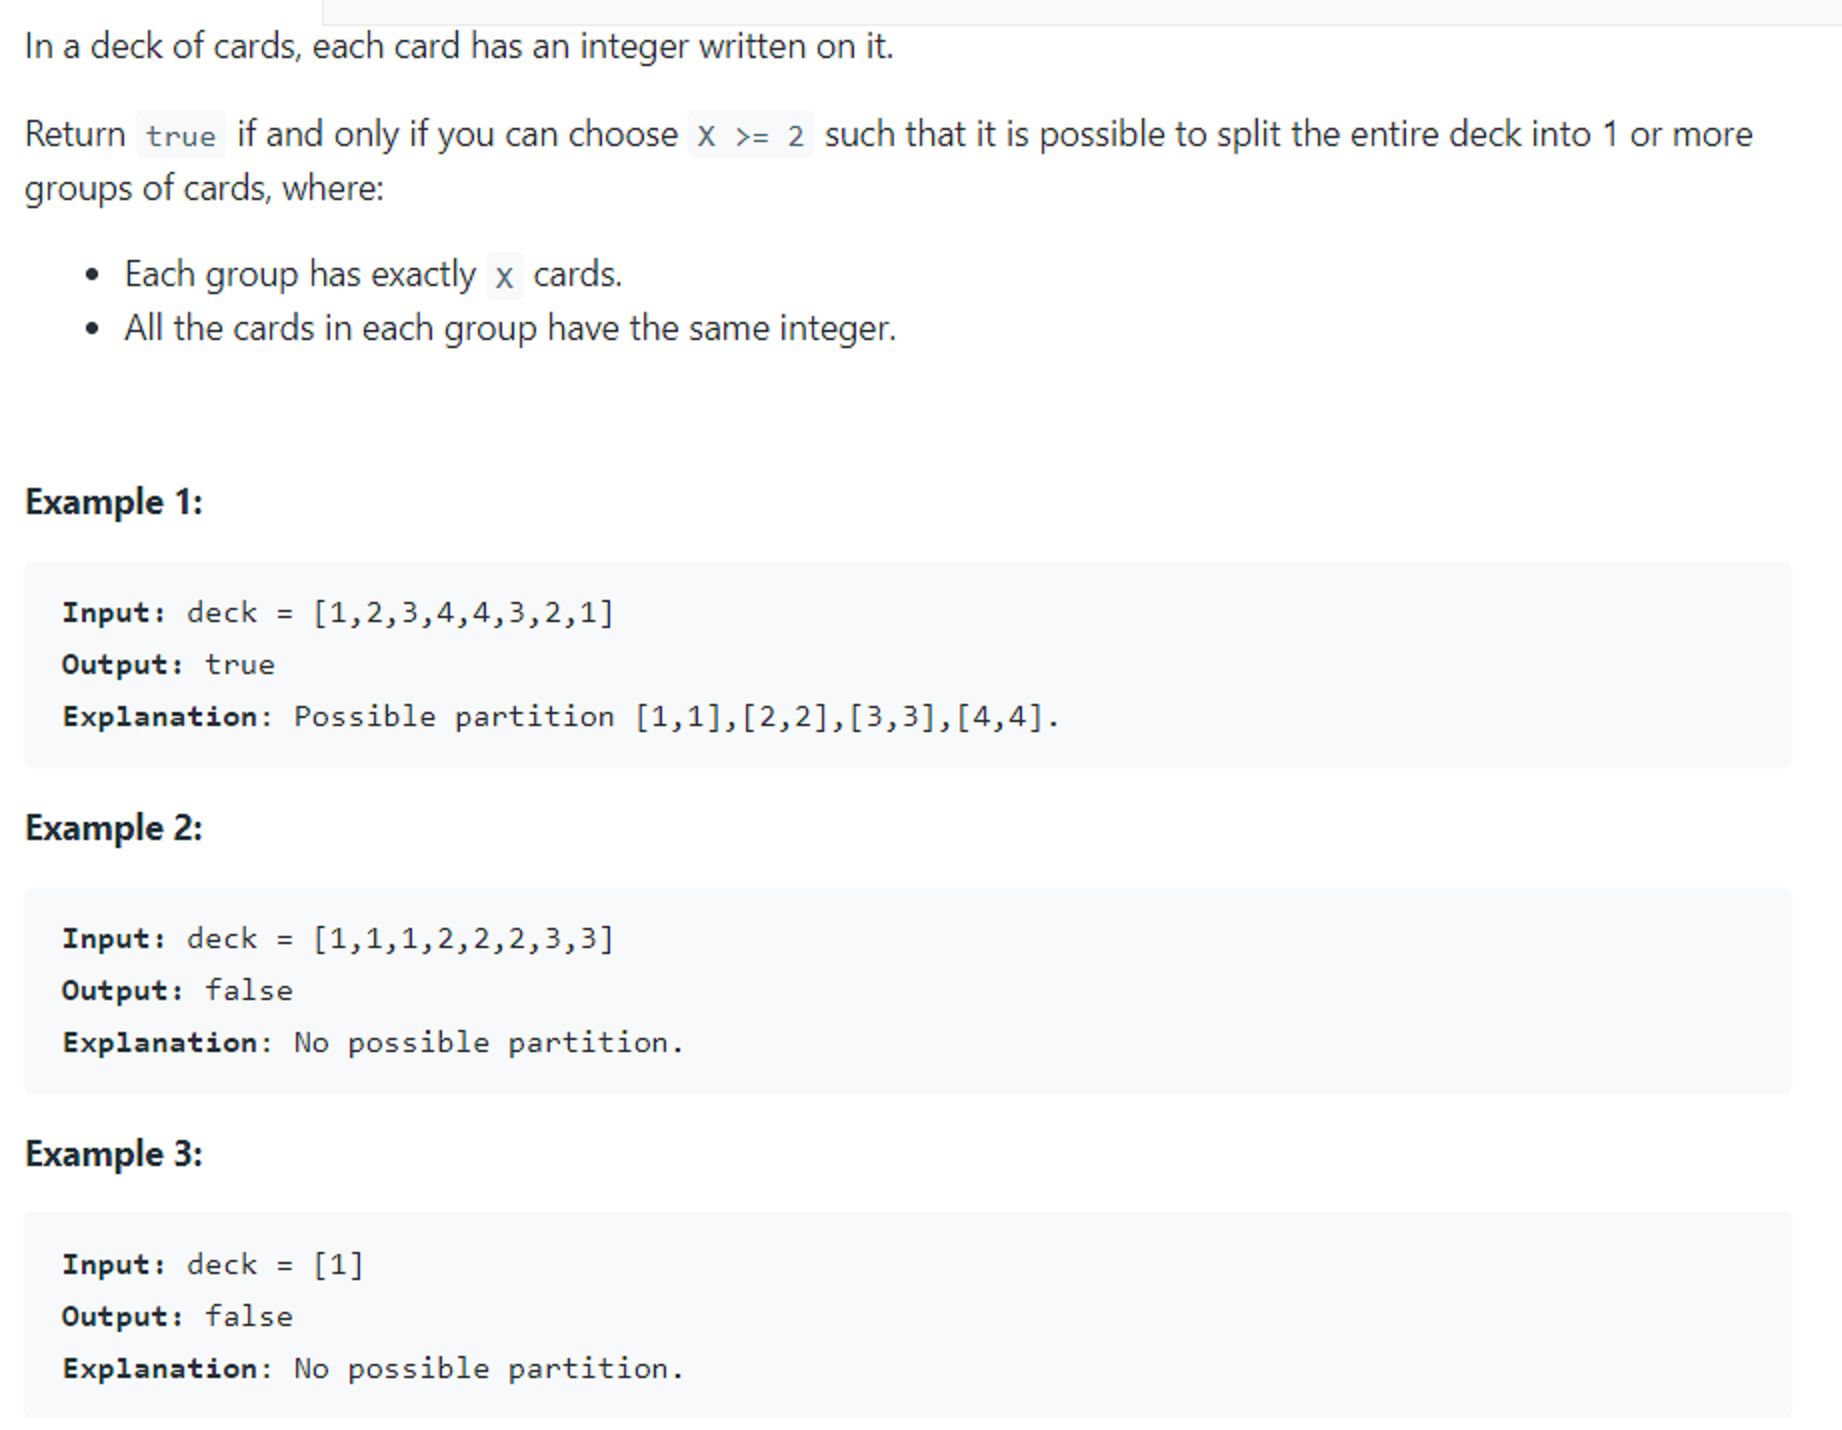 In a deck of cards, each card has an integer written on it.
Return true if and only if you can choose X >= 2 such that it is possible to split the entire deck into 1 or more
groups of cards, where:
• Each group has exactly X cards.
• All the cards in each group have the same integer.
Example 1:
Input: deck = [1,2,3,4,4,3,2,1]
Output: true
Explanation: Possible partition [1,1],[2,2],[3,3],[4,4].
Example 2:
Input: deck = [1,1,1,2,2,2,3,3]
Output: false
Explanation: No possible partition.
Example 3:
Input: deck = [1]
Output: false
Explanation: No possible partition.